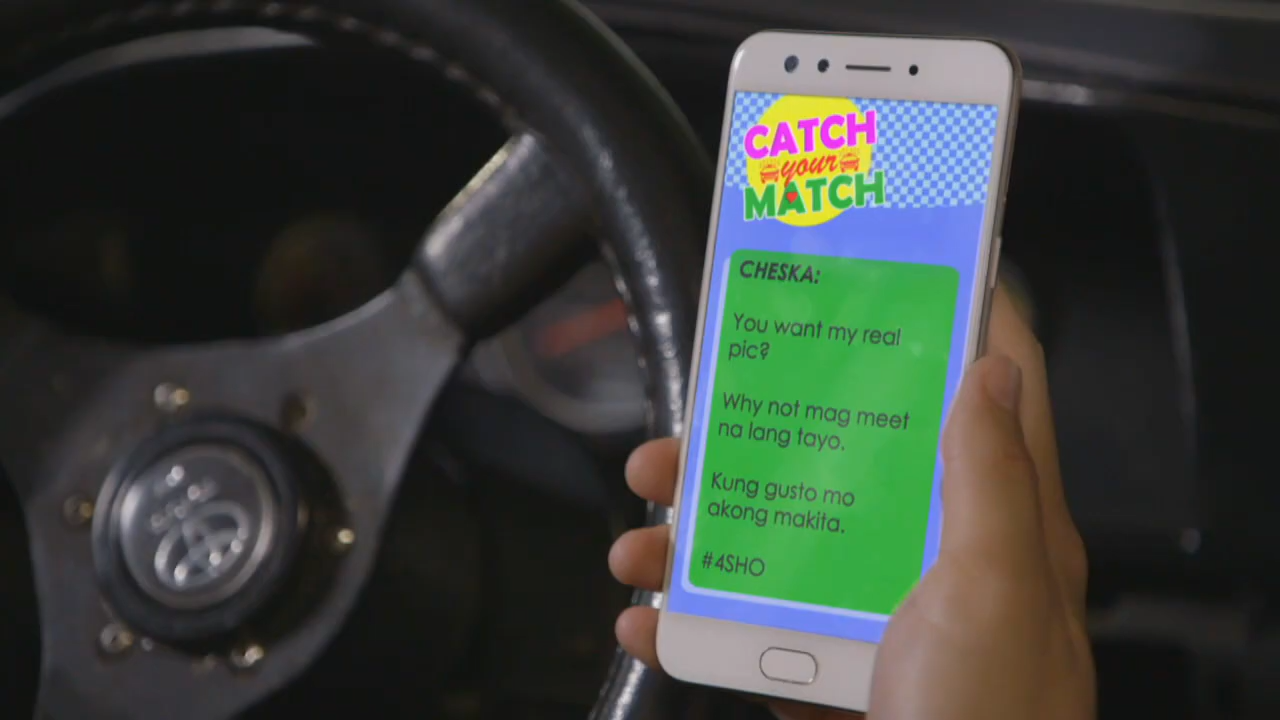 CATCH
your
MATCH
CHESKA:
You want my real
pic?
Why not mag meet
na lang tayo.
Kung gusto mo
akong makita.
#4SHO